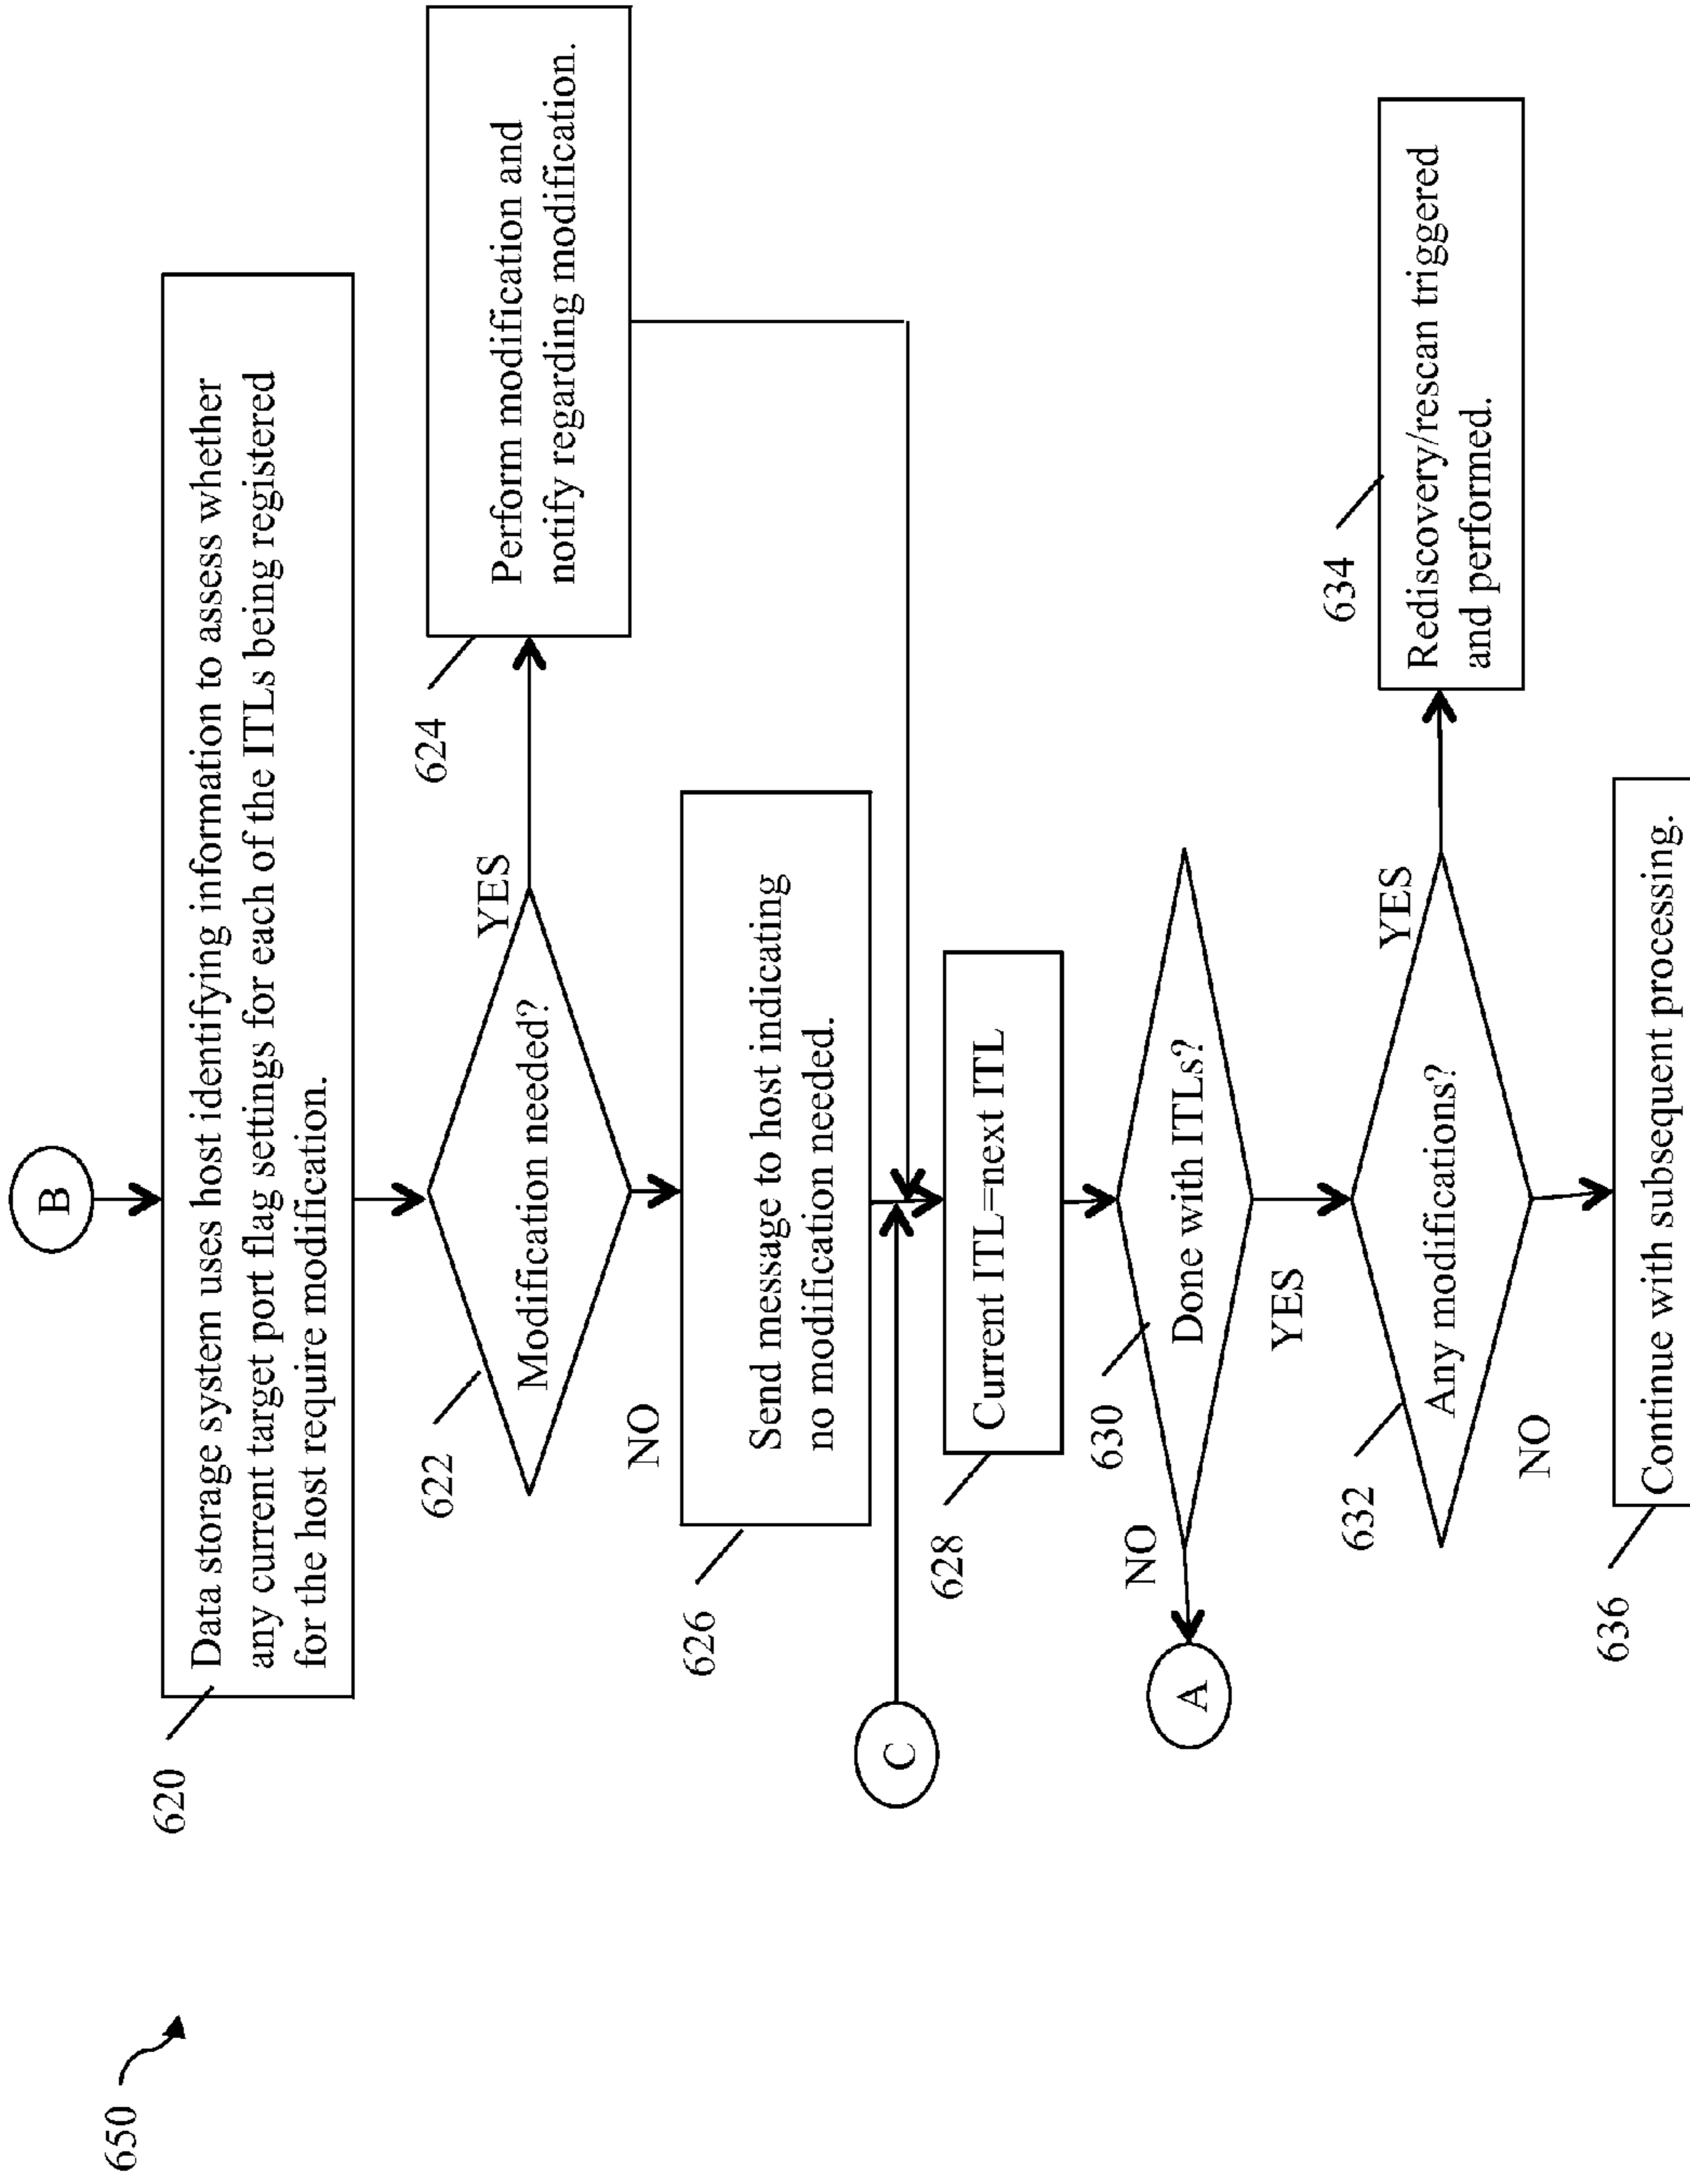 650
B
620
Data storage system uses host identifying information to assess whether
any current target port flag settings for each of the ITLs being registered
for the host require modification.
622
Modification needed?
YES
624
Perform modification and
notify regarding modification.
NO
626
Send message to host indicating
no modification needed.
C
628
Current ITL=next ITL
630
Done with ITLs?
NO
A
YES
632
Any modifications?
YES
634
Rediscovery/rescan triggered
and performed.
NO
636
Continue with subsequent processing.